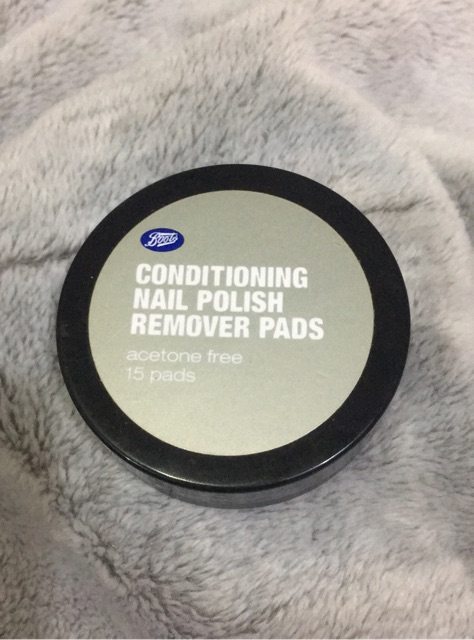 Boots
CONDITIONING
NAIL POLISH
REMOVER PADS
acetone free
15 pads